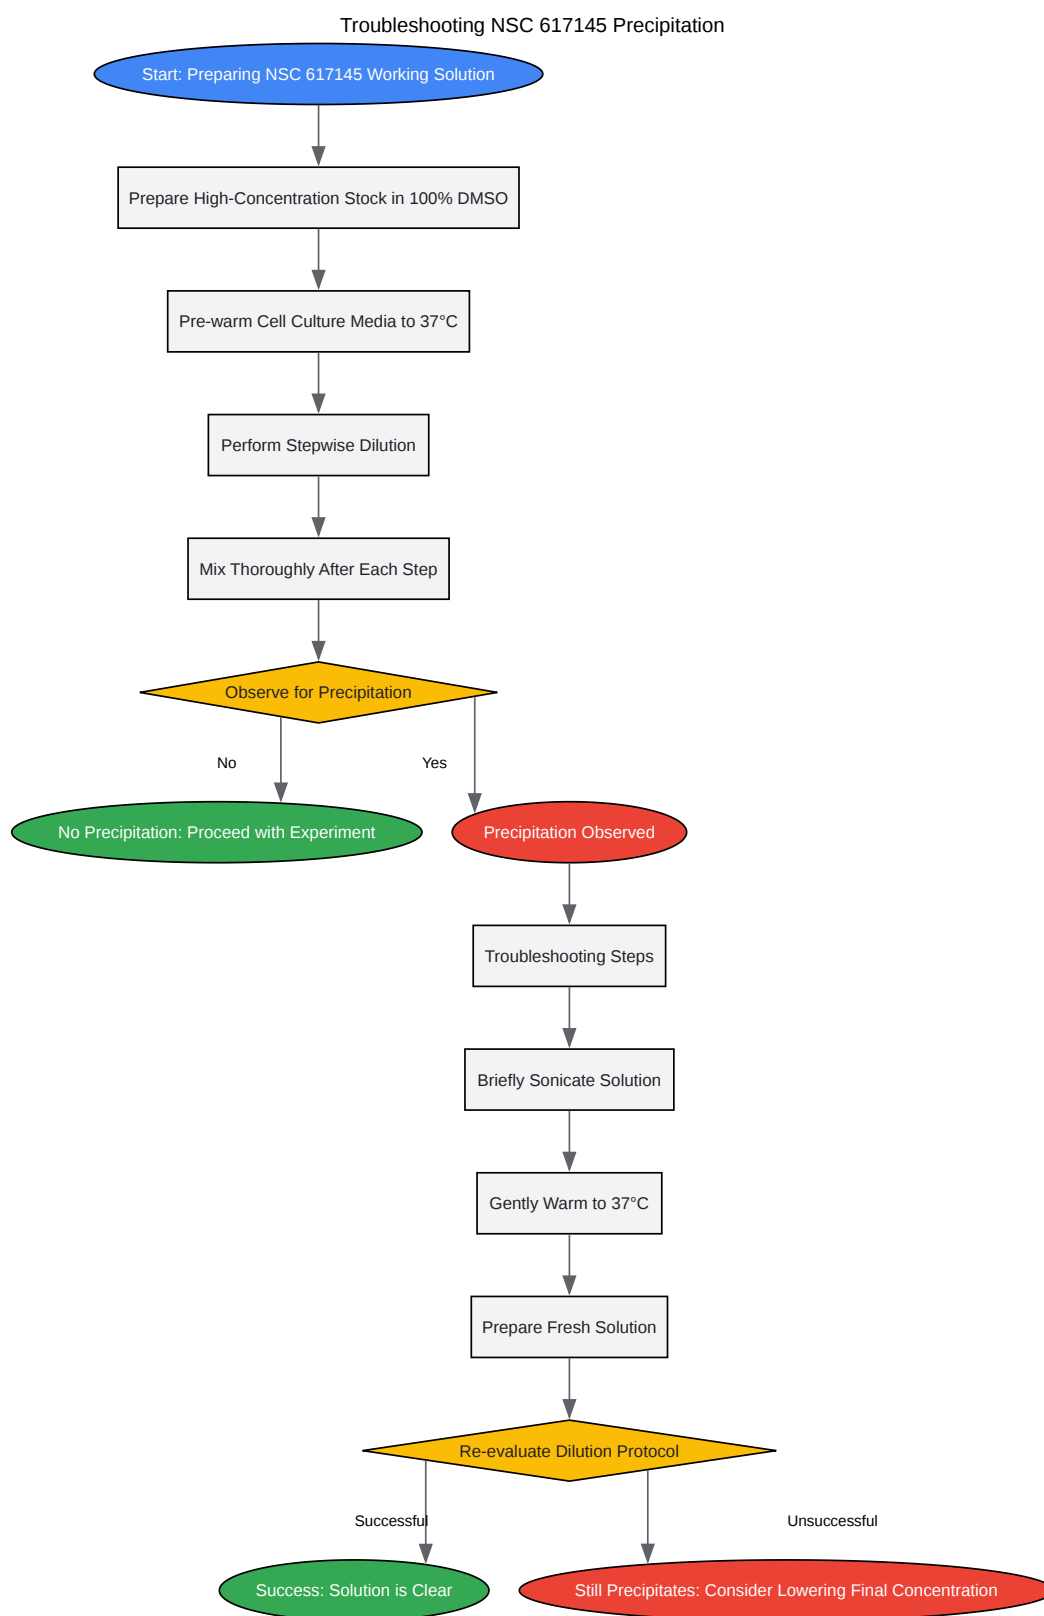 Troubleshooting NSC 617145 Precipitation
Start: Preparing NSC 617145 Working Solution
Prepare High-Concentration Stock in 100% DMSO
Pre-warm Cell Culture Media to 37°C
Perform Stepwise Dilution
Mix Thoroughly After Each Step
Observe for Precipitation
No
Yes
No Precipitation: Proceed with Experiment
Precipitation Observed
Troubleshooting Steps
Briefly Sonicate Solution
Gently Warm to 37°C
Prepare Fresh Solution
Re-evaluate Dilution Protocol
Successful
Unsuccessful
Success: Solution is Clear
Still Precipitates: Consider Lowering Final Concentration